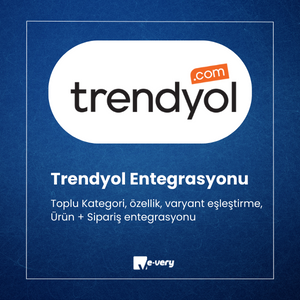 .com
trendyol
Trendyol Entegrasyonu
Toplu Kategori, özellik, varyant eşleştirme,
Ürün + Sipariş entegrasyonu
e-very